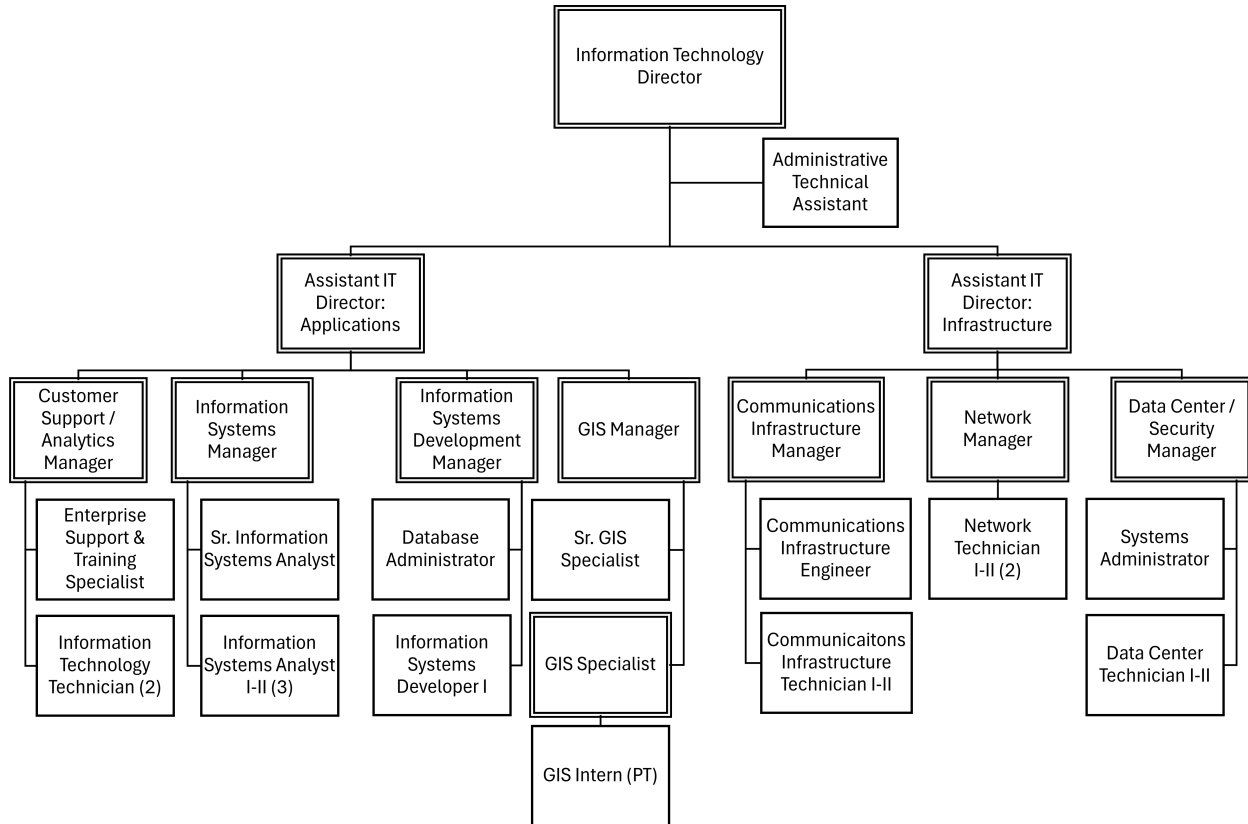 Information Technology
Director
Administrative
Technical
Assistant
Assistant IT
Director:
Applications
Assistant IT
Director:
Infrastructure
Customer
Support /
Analytics
Manager
Information
Systems
Manager
Information
Systems
Development
Manager
GIS Manager
Communications
Infrastructure
Manager
Network
Manager
Data Center /
Security
Manager
Enterprise
Support &
Training
Specialist
Sr. Information
Systems Analyst
Database
Administrator
Sr. GIS
Specialist
Communications
Infrastructure
Engineer
Network
Technician
I-II (2)
Systems
Administrator
Information
Technology
Technician (2)
Information
Systems Analyst
I-II (3)
Information
Systems
Developer I
GIS Specialist
Communicaitons
Infrastructure
Technician I-II
Data Center
Technician I-II
GIS Intern (PT)